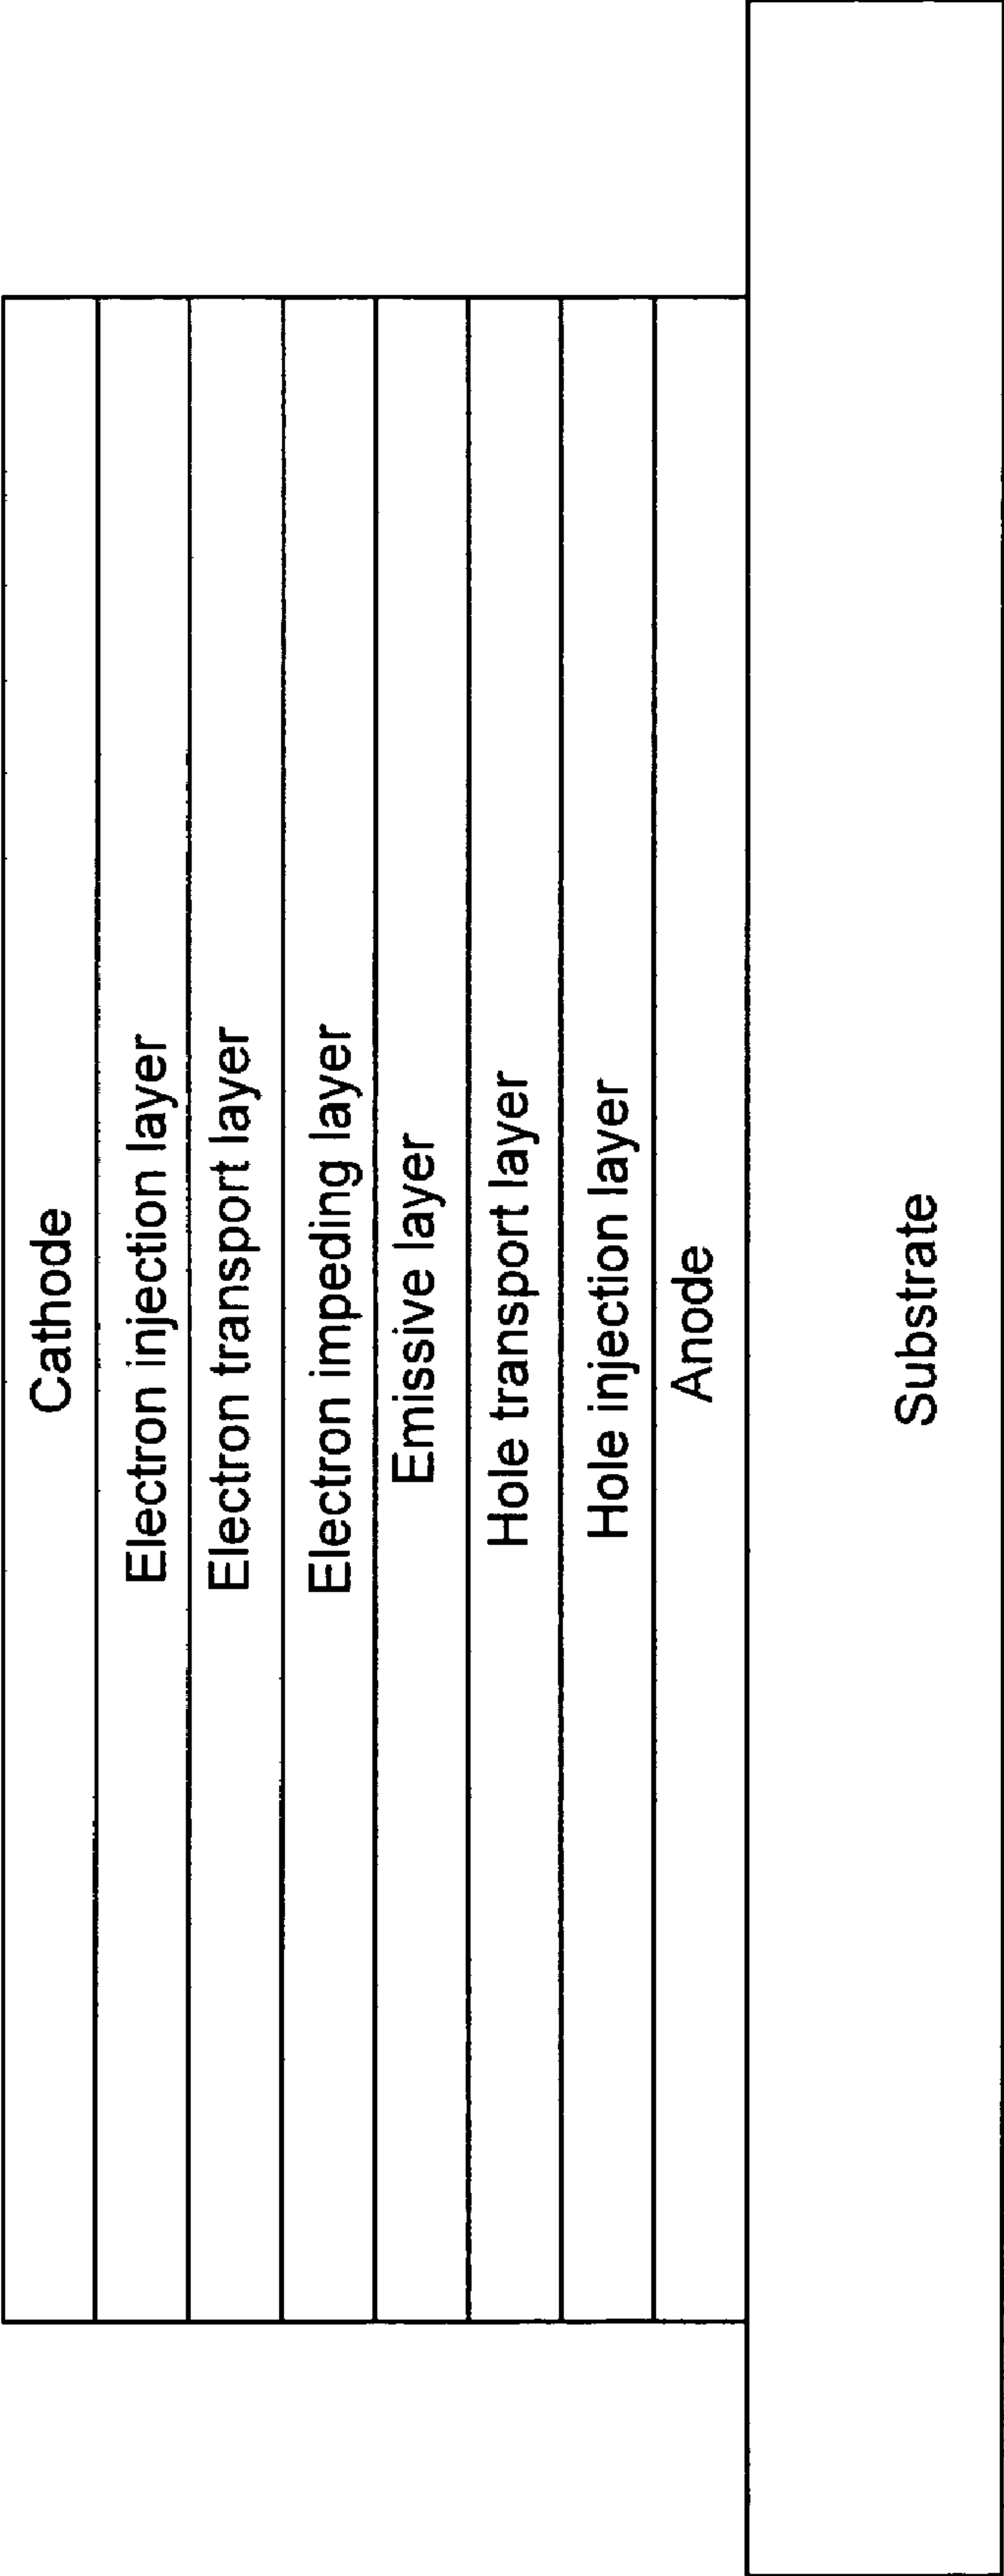 Cathode
Electron injection layer
Electron transport layer
Electron impeding layer
Emissive layer
Hole transport layer
Hole injection layer
Anode
Substrate